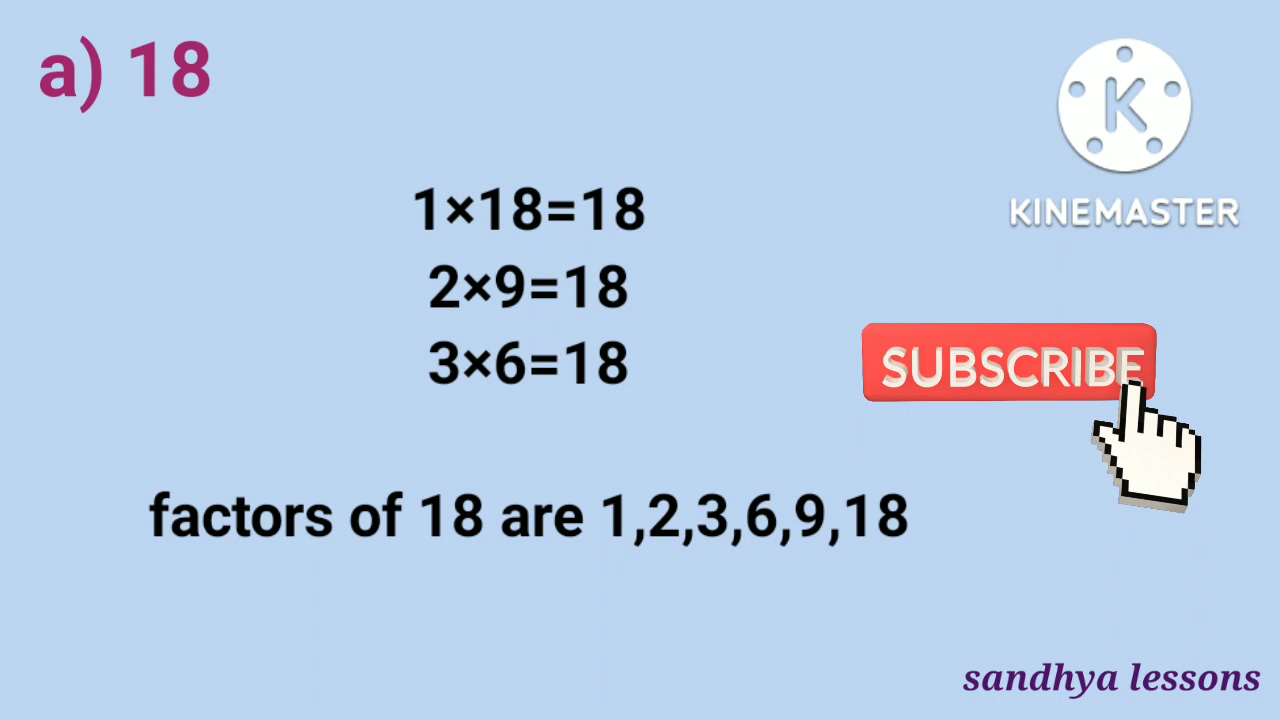 a) 18
K
KINEMASTER
1×18=18
2×9=18
3×6=18
SUBSCRIBE
factors of 18 are 1,2,3,6,9,18
sandhya lessons